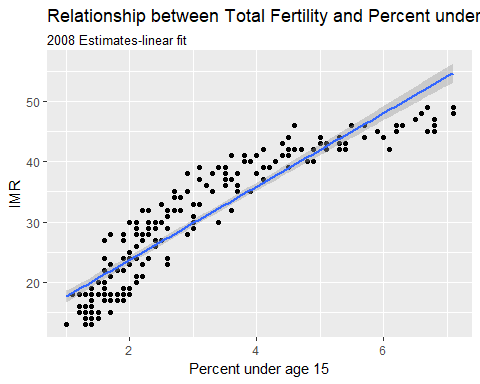 Relationship between Total Fertility and Percent under
2008 Estimates-linear fit
50
40
30
20
IMR
2 4 6
Percent under age 15